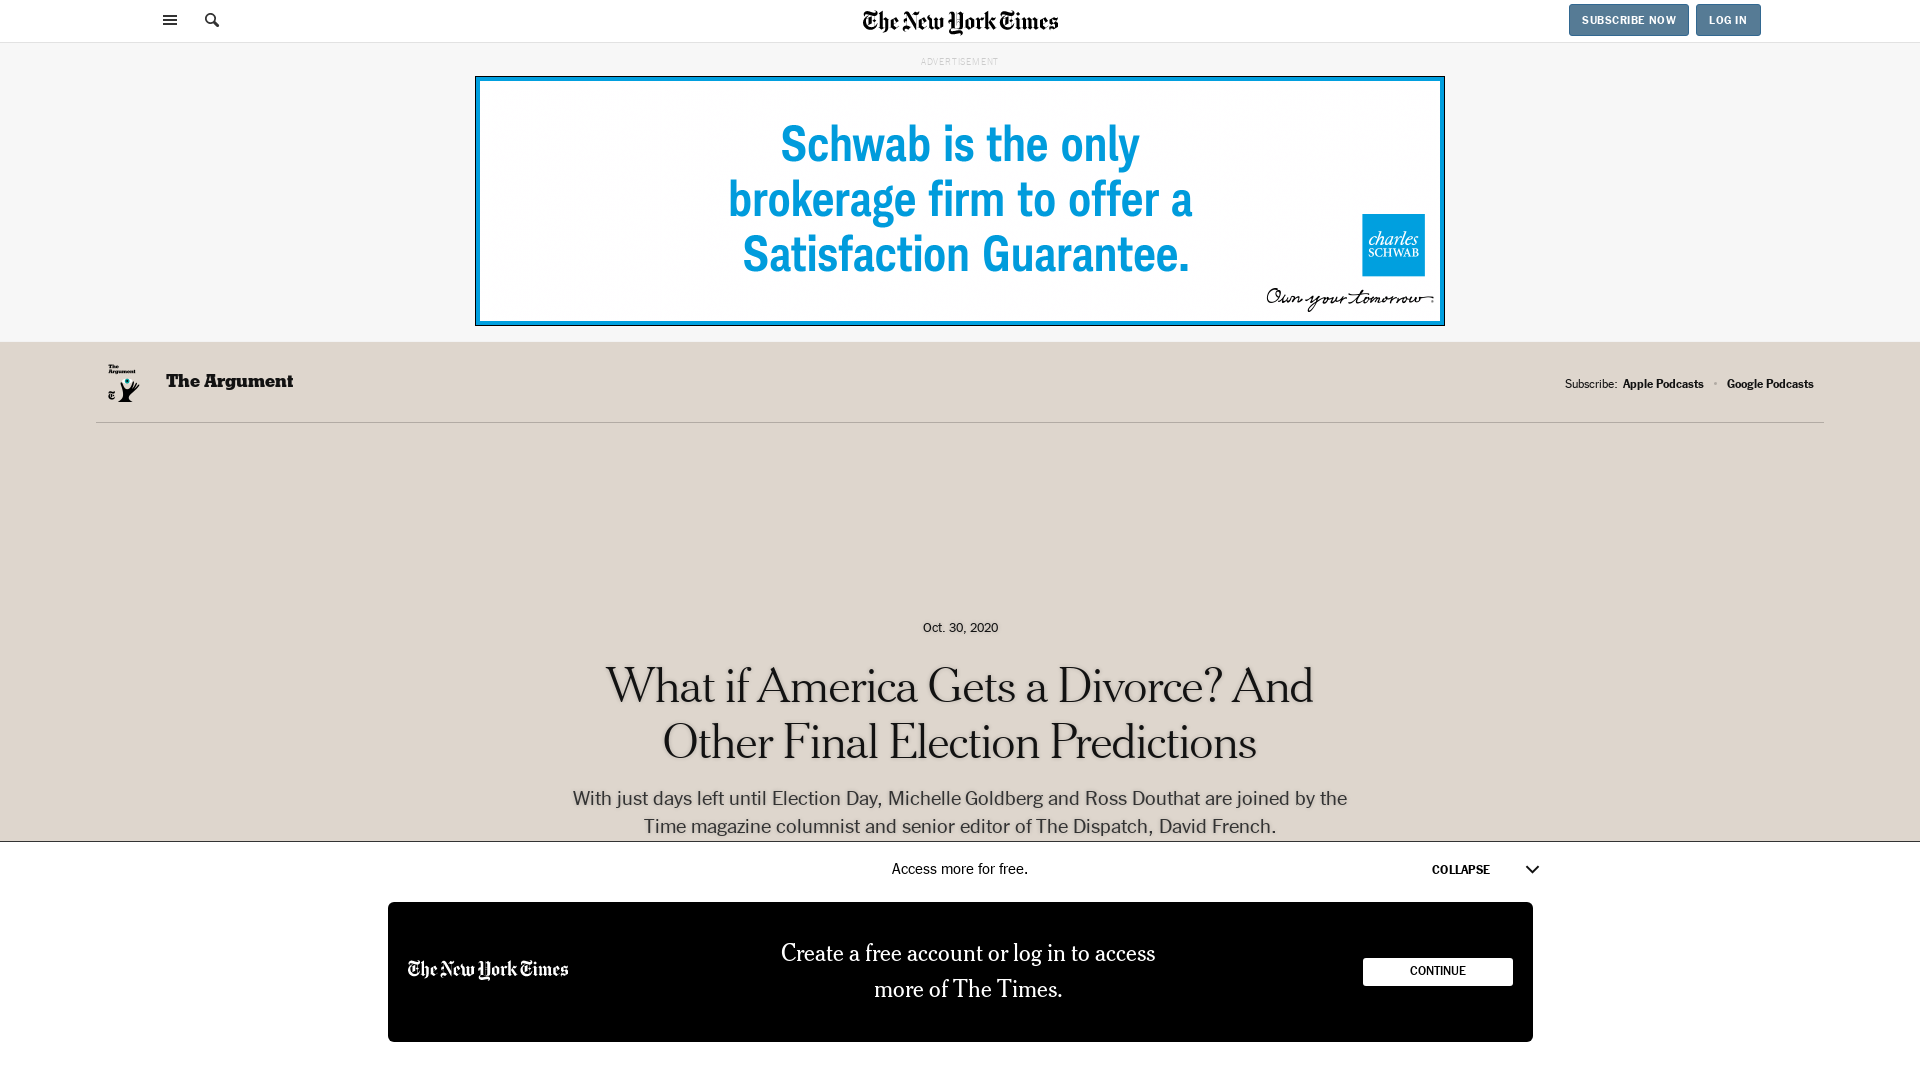 The New York Times
SUBSCRIBE NOW
LOG IN
ADVERTISEMENT
Schwab is the only
brokerage firm to offer a
Satisfaction Guarantee.
charles
SCHWAB
Own your tomorrow
The
Argument
The Argument
Subscribe: Apple Podcasts • Google Podcasts
Oct. 30, 2020
What if America Gets a Divorce? And
Other Final Election Predictions
With just days left until Election Day, Michelle Goldberg and Ross Douthat are joined by the
Time magazine columnist and senior editor of The Dispatch, David French.
Access more for free.
COLLAPSE
The New York Times
Create a free account or log in to access
more of The Times.
CONTINUE